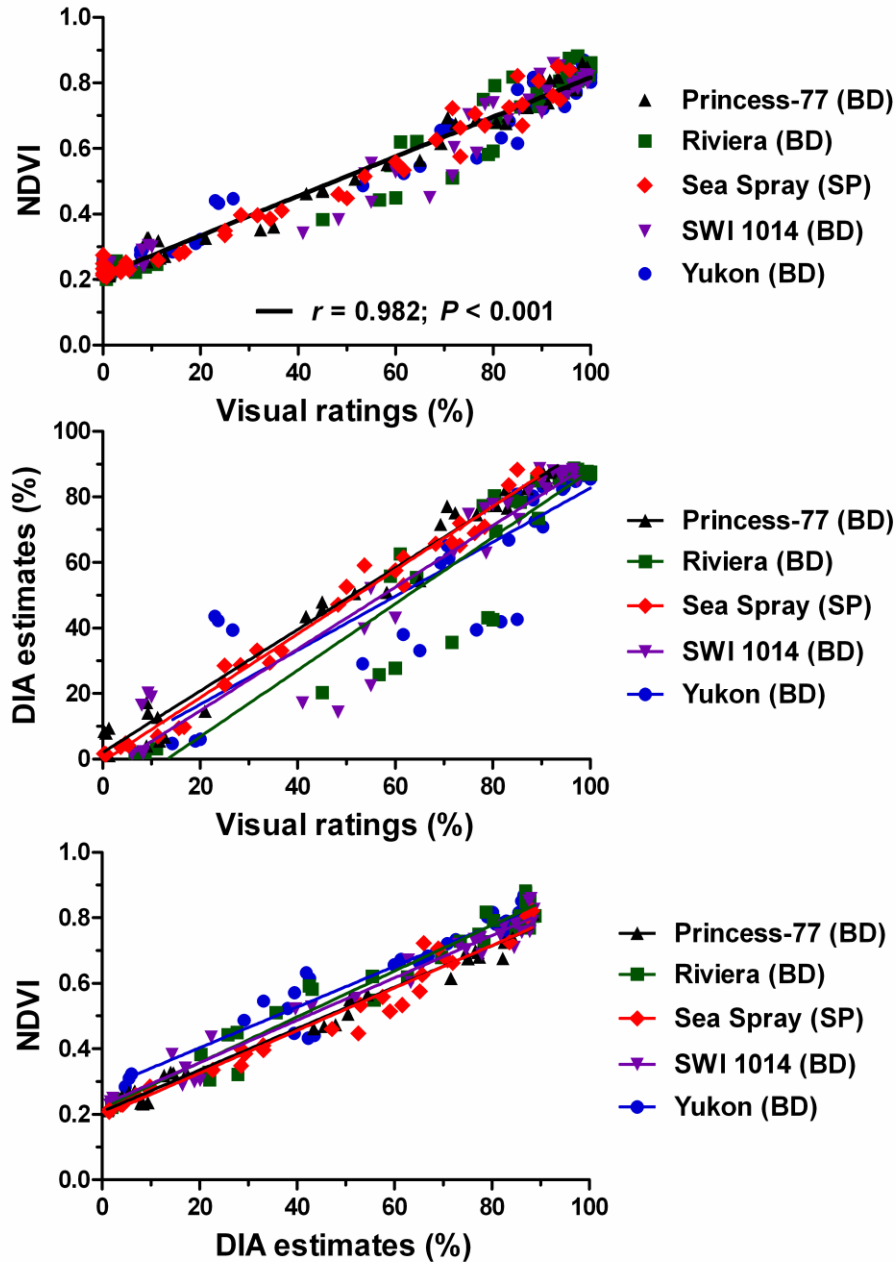 1.0
0.8
0.6
0.4
0.2
0.0
NDVI
r = 0.982; P < 0.001
0 20 40 60 80 100
Visual ratings (%)
Princess-77 (BD)
Riviera (BD)
Sea Spray (SP)
SWI 1014 (BD)
Yukon (BD)
100
80
60
40
20
0
DIA estimates (%)
0 20 40 60 80 100
Visual ratings (%)
Princess-77 (BD)
Riviera (BD)
Sea Spray (SP)
SWI 1014 (BD)
Yukon (BD)
1.0
0.8
0.6
0.4
0.2
0.0
NDVI
0 20 40 60 80 100
DIA estimates (%)
Princess-77 (BD)
Riviera (BD)
Sea Spray (SP)
SWI 1014 (BD)
Yukon (BD)